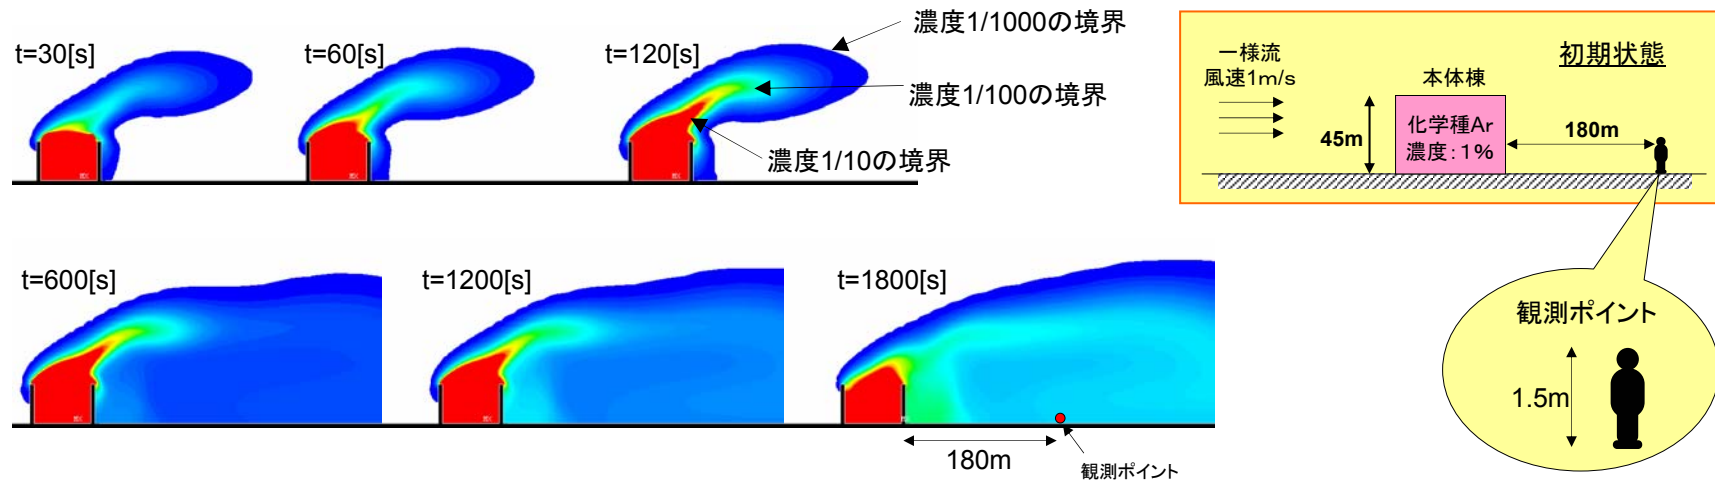 t=30[s]
t=60[s]
t=120[s]
濃度1/1000の境界
濃度1/100の境界
濃度1/10の境界
一様流
風速1m/s
初期状態
本体棟
45m
化学種Ar
濃度:1%
180m
t=600[s]
t=1200[s]
t=1800[s]
180m
観測ポイント
観測ポイント
1.5m